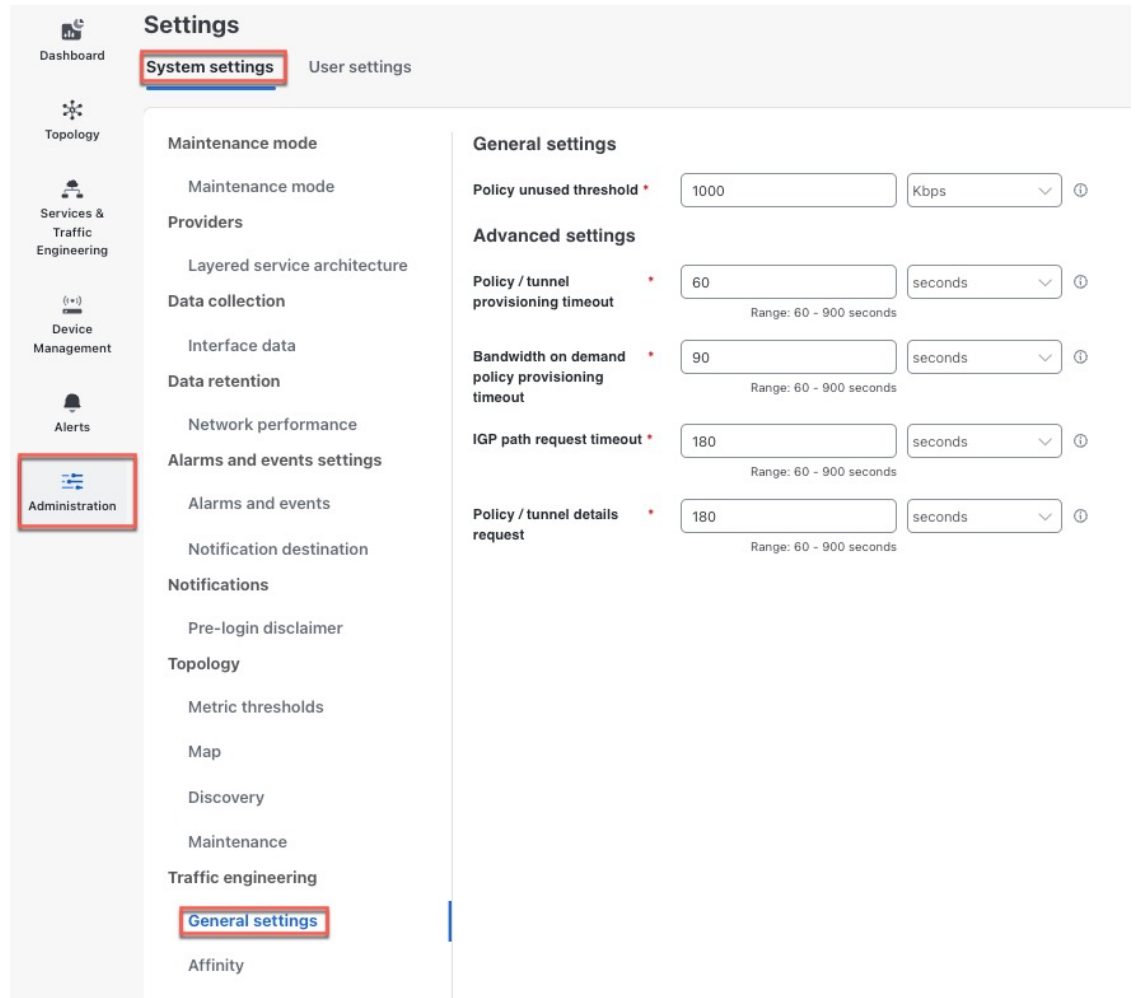 Settings
System settings
User settings
Dashboard
Topology
Services &
Traffic
Engineering
Device
Management
Alerts
Administration
Maintenance mode
Maintenance mode
Providers
Layered service architecture
Data collection
Interface data
Data retention
Network performance
Alarms and events settings
Alarms and events
Notification destination
Notifications
Pre-login disclaimer
Topology
Metric thresholds
Map
Discovery
Maintenance
Traffic engineering
General settings
Affinity
General settings
Policy unused threshold * 1000 Kbps
Advanced settings
Policy / tunnel *
provisioning timeout
60 seconds
Range: 60 - 900 seconds
Bandwidth on demand *
policy provisioning
timeout
90 seconds
Range: 60 - 900 seconds
IGP path request timeout * 180 seconds
Range: 60 - 900 seconds
Policy / tunnel details *
request
180 seconds
Range: 60 - 900 seconds